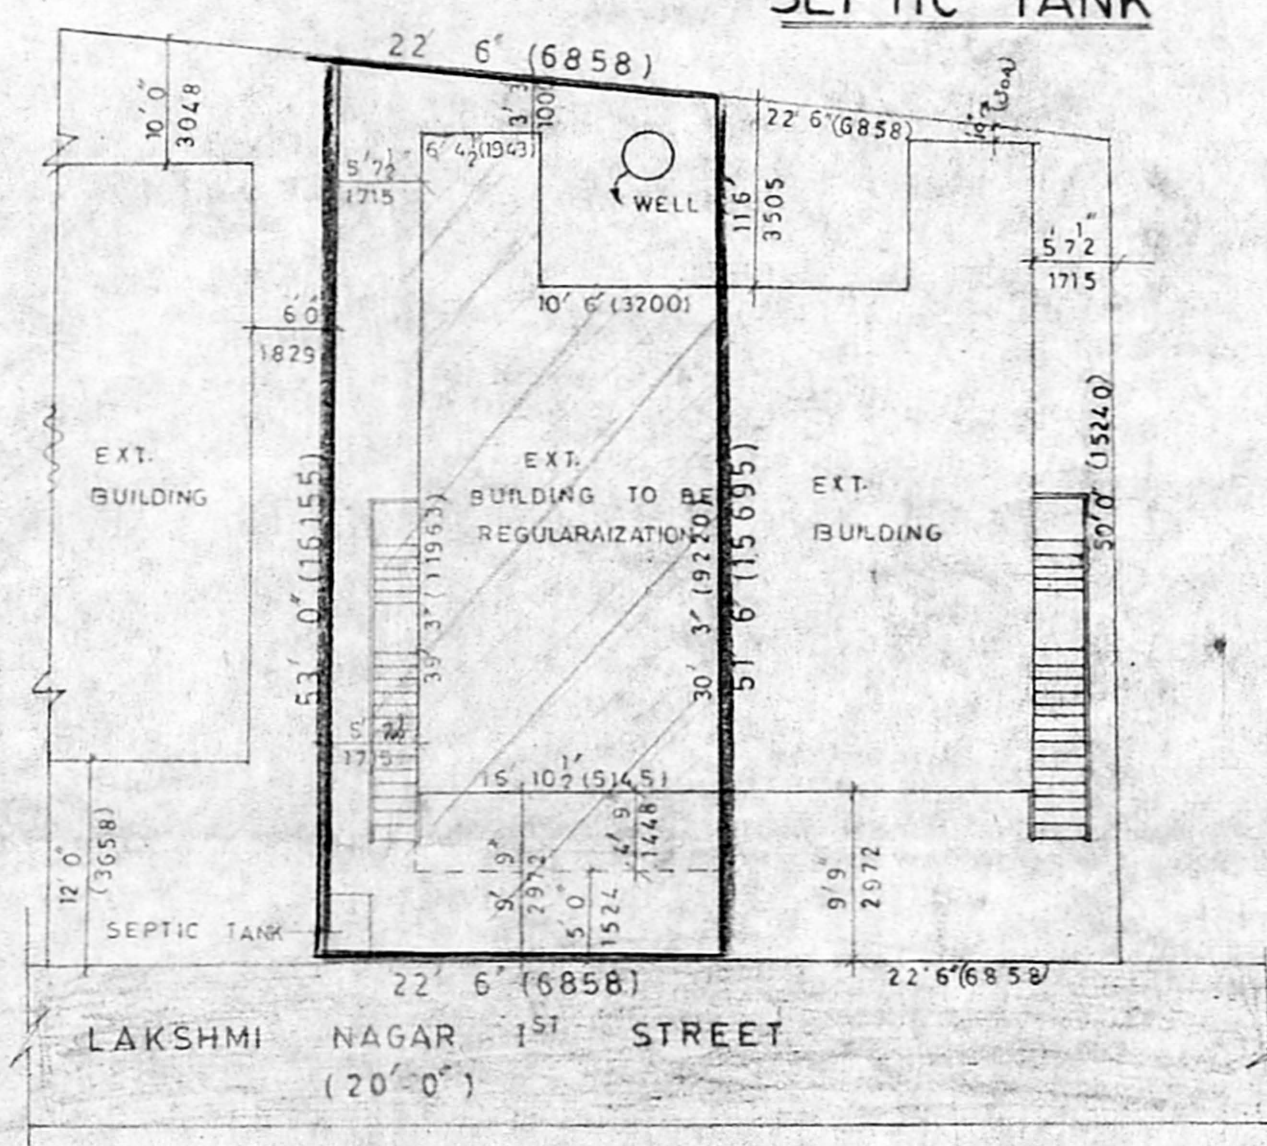 SEPTIC TANK
22' 6" (6858)
10' 0"
3048
3' 3"
22' 6" (6858)
6' 4½" (1943)
5' 7½"
1715
WELL
11 6"
3505
5' 7½"
1715
10' 6" (3200)
6' 0"
1829
EXT.
BUILDING
EXT.
BUILDING TO BE
REGULARAIZATION
EXT.
BUILDING
53' 0" (16155)
39' 3" (11963)
30' 3" (9220)
51' 6" (15695)
50' 0" (15240)
1715
15' 10½" (5145)
4' 9"
1448
9' 9"
2972
5' 0"
1524
9' 9"
2972
12' 0"
(3658)
SEPTIC TANK
22' 6" (6858)
22' 6" (6858)
LAKSHMI NAGAR 1ST STREET
(20'-0")